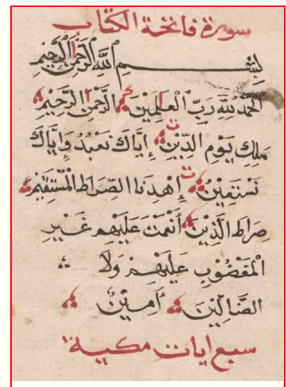 سورة فاتحة الكتاب
بسم الله الرحمن الرحيم
الحمد لله رب العلمين الرحمن الرحيم
ملك يوم الدين إياك نعبد وإياك
نستعين إهدنا الصراط المستقيم
صراط الذين أنعمت عليهم غير
المغضوب عليهم ولا
الضالين آمين
سبع ايات مكية